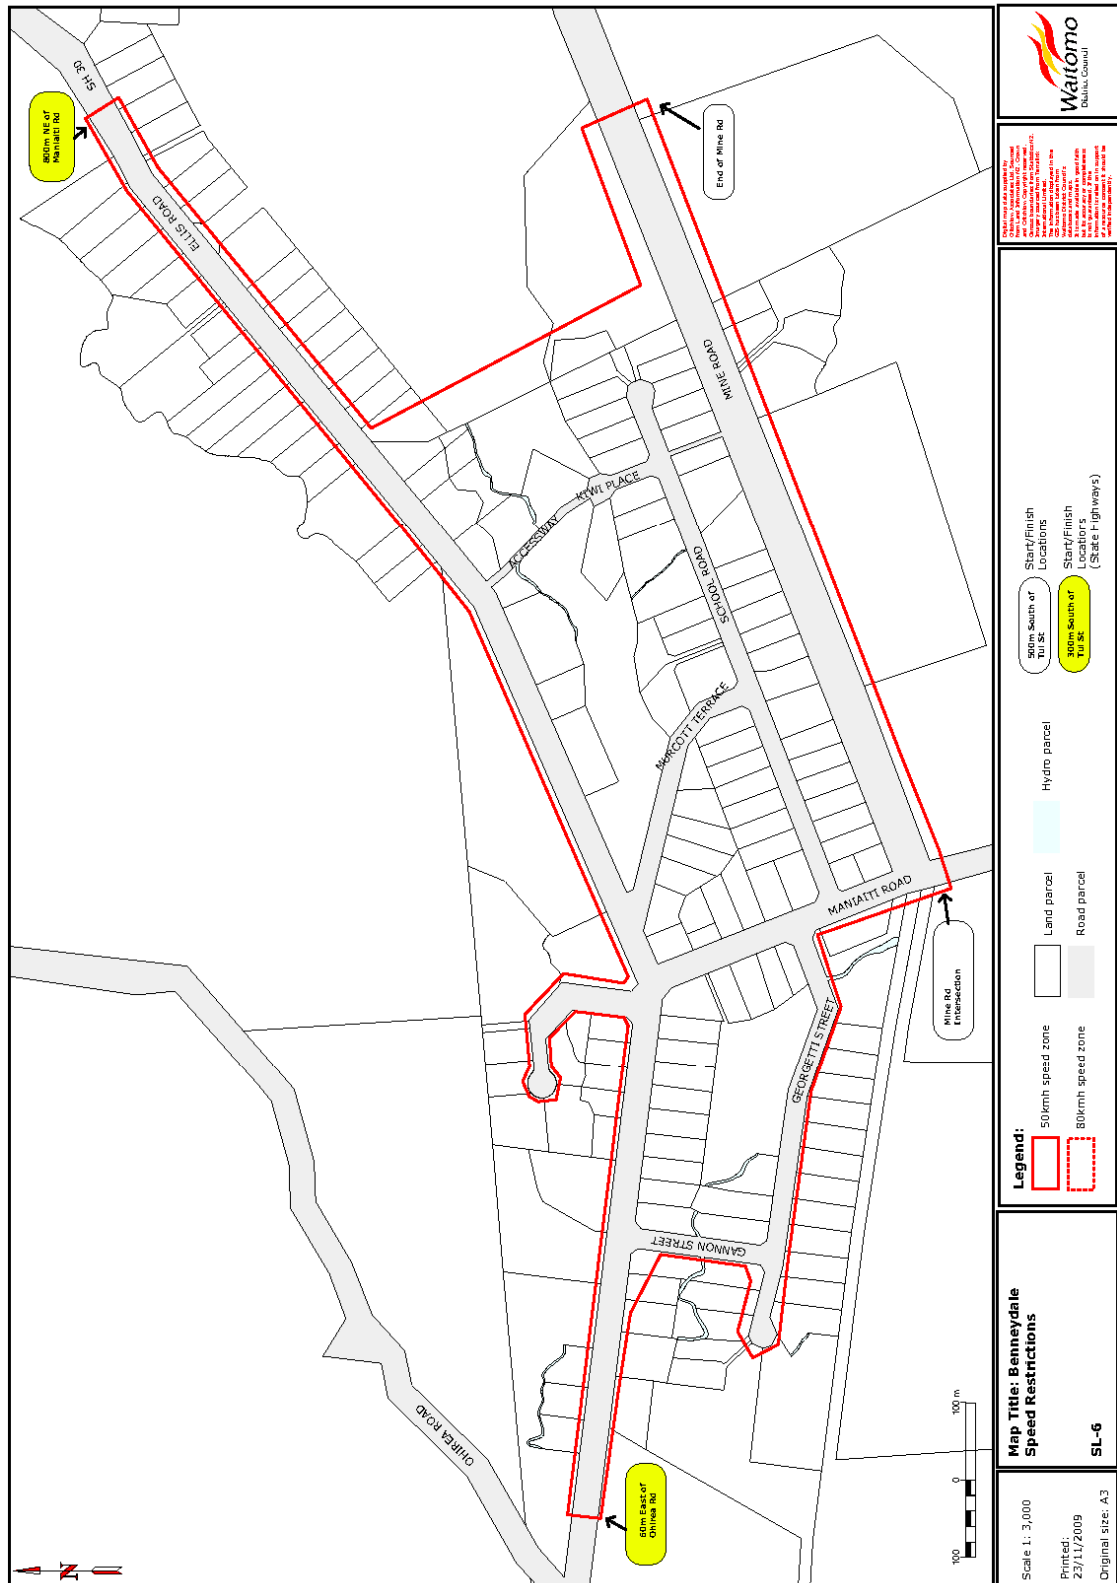 SH 30
800m NE of
Maniaiti Rd
ELLIS ROAD
End of Mine Rd
MINE ROAD
KIWI PLACE
ACCESSWAY
SCHOOL ROAD
MURCOTT TERRACE
MANIAITI ROAD
Mine Rd
Intersection
GEORGETTI STREET
GANNON STREET
OHIREA ROAD
60m East of
Ohirea Rd
N
100
0
100 m
Waitomo
District Council
Legend:
50kmh speed zone
80kmh speed zone
Land parcel
Road parcel
Hydro parcel
500m South of
Tui St
Start/Finish
Locations
300m South of
Tui St
Start/Finish
Locations
(State Highways)
Map Title: Benneydale
Speed Restrictions
SL-6
Scale 1: 3,000
Printed:
23/11/2009
Original size: A3